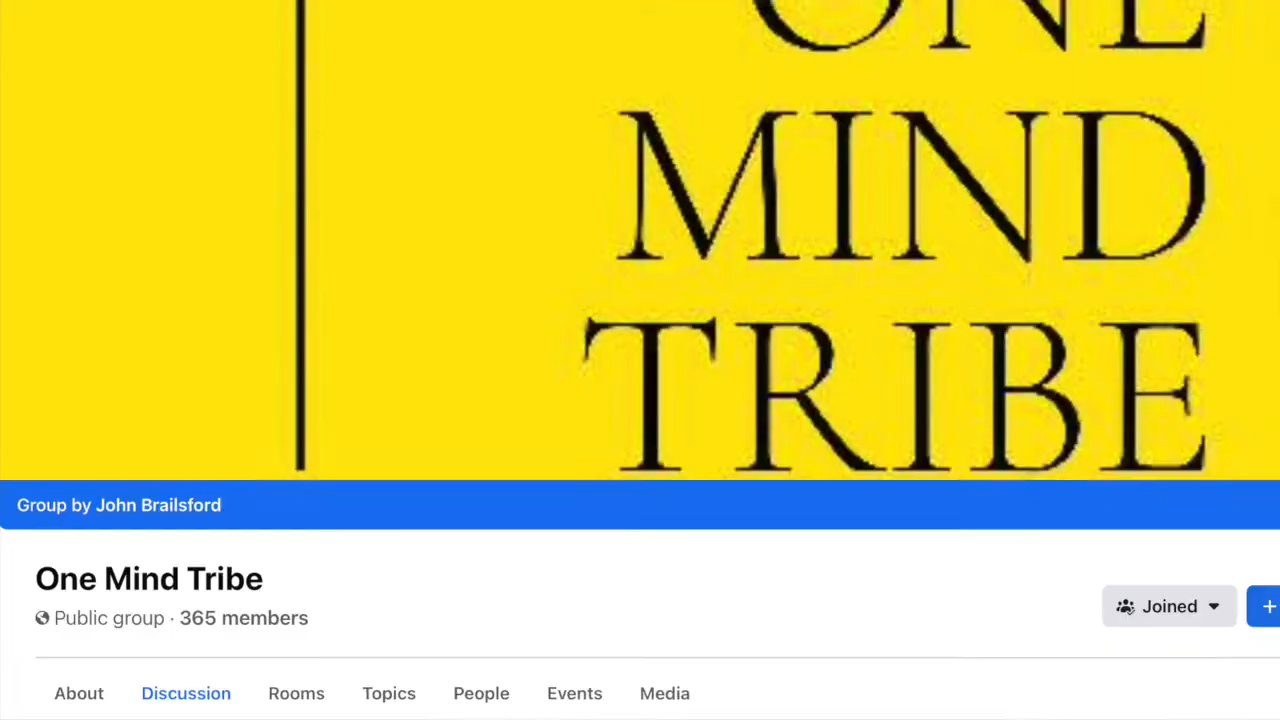 ONE
MIND
TRIBE
Group by John Brailsford
One Mind Tribe
Public group · 365 members
Joined
About Discussion Rooms Topics People Events Media